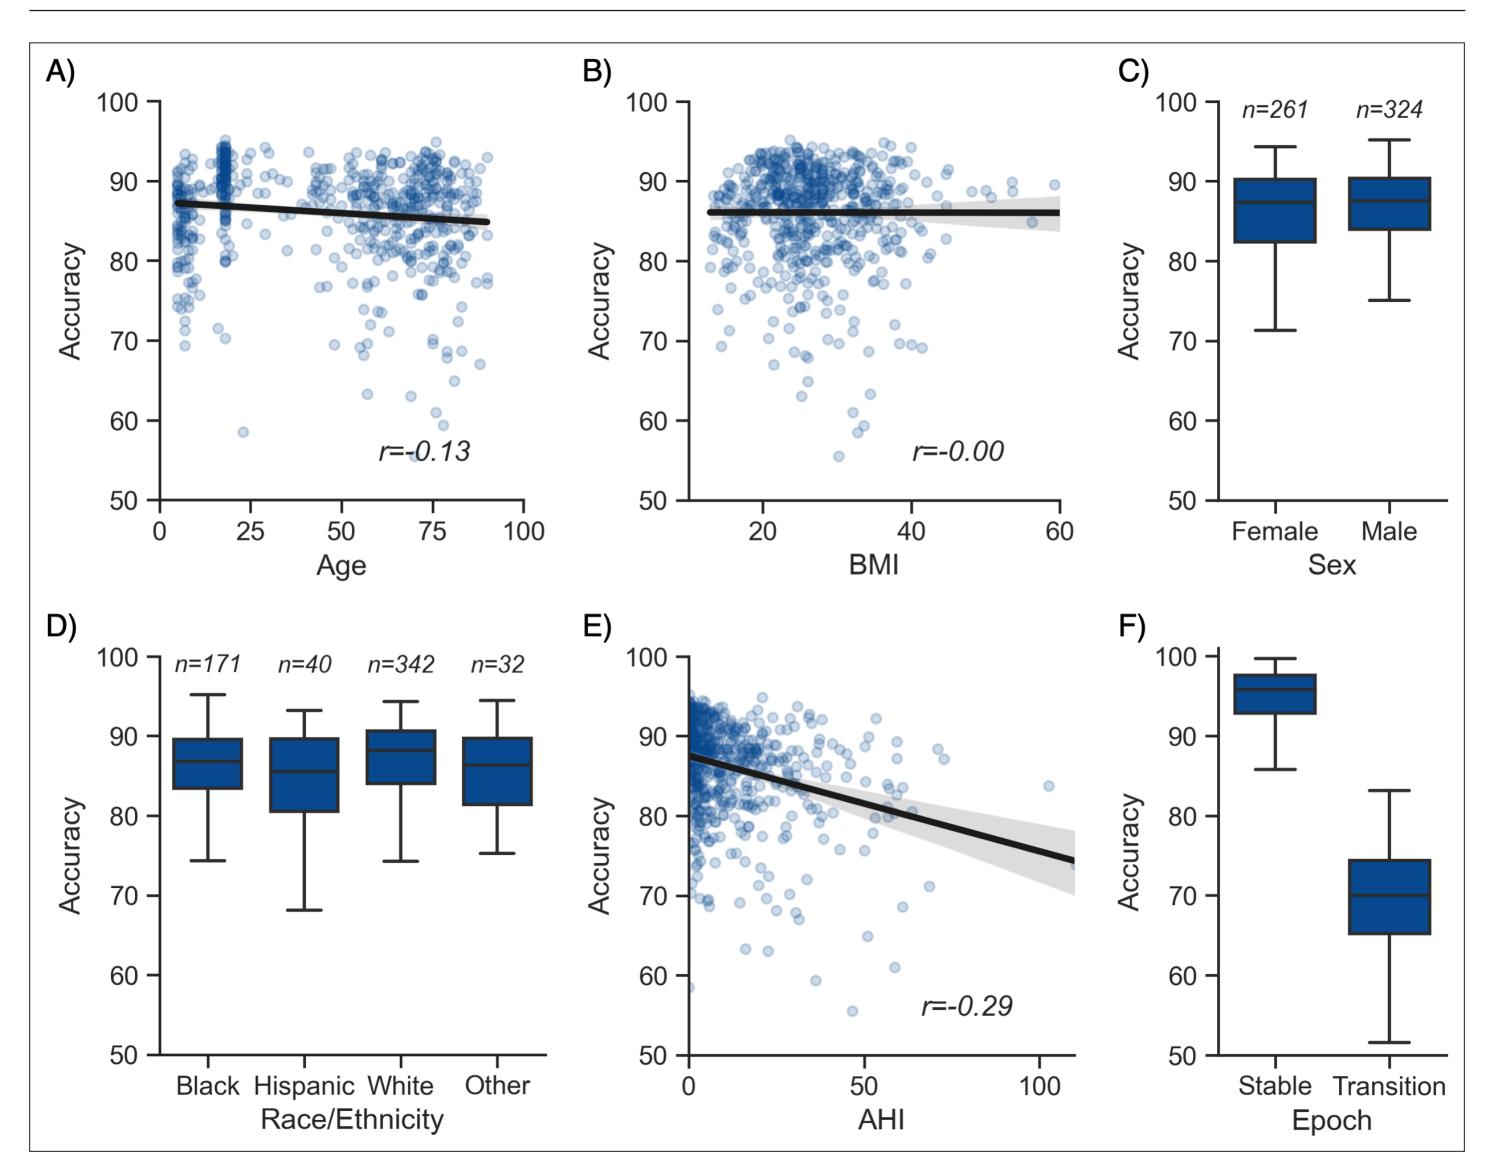 A)
100
90
80
70
60
50
Accuracy
r=-0.13
0 25 50 75 100
Age
B)
100
90
80
70
60
50
Accuracy
r=-0.00
20 40 60
BMI
C)
100
90
80
70
60
50
Accuracy
n=261 n=324
Female Male
Sex
D)
100
90
80
70
60
50
Accuracy
n=171 n=40 n=342 n=32
Black Hispanic White Other
Race/Ethnicity
E)
100
90
80
70
60
50
Accuracy
r=-0.29
0 50 100
AHI
F)
100
90
80
70
60
50
Accuracy
Stable Transition
Epoch